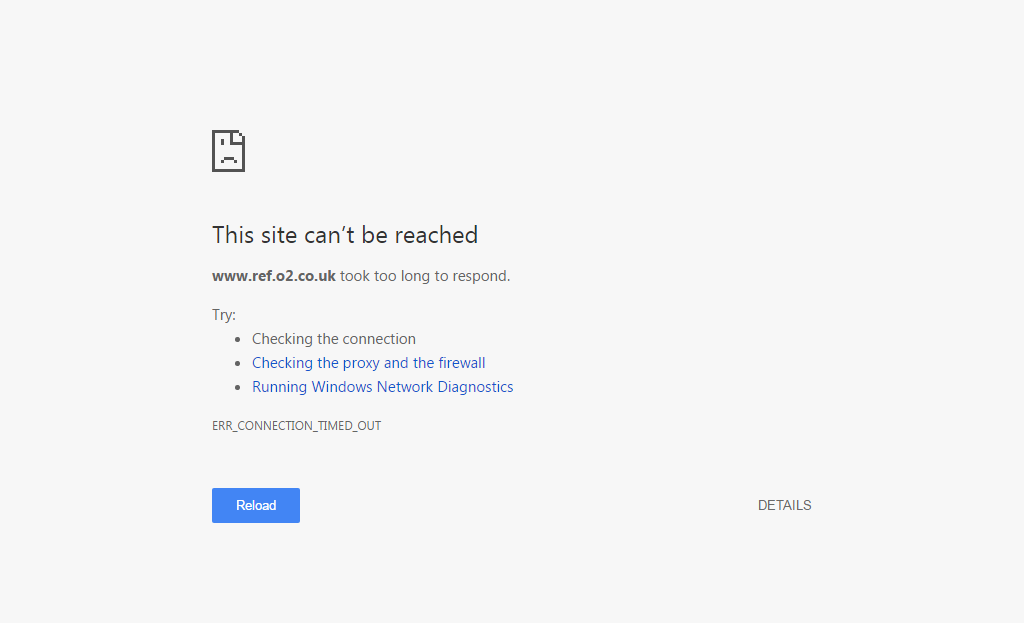 This site can’t be reached
www.ref.o2.co.uk took too long to respond.
Try:
• Checking the connection
• Checking the proxy and the firewall
• Running Windows Network Diagnostics
ERR_CONNECTION_TIMED_OUT
Reload
DETAILS